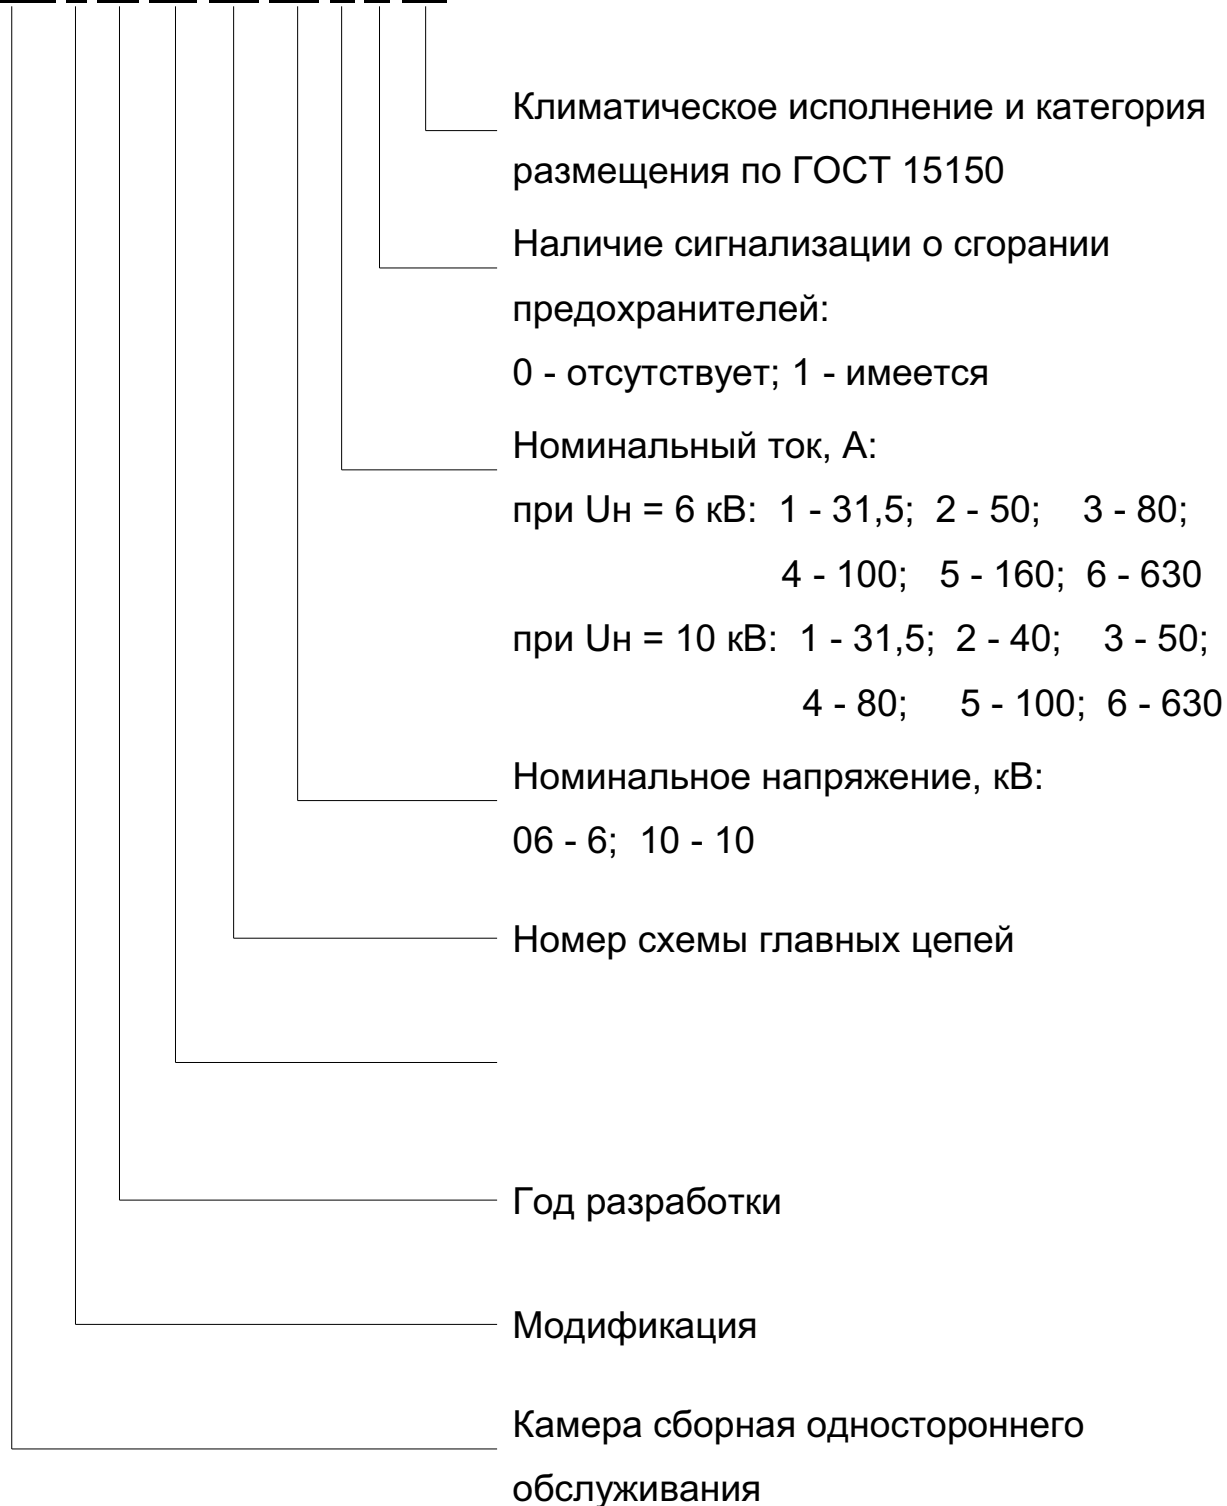 Климатическое исполнение и категория
размещения по ГОСТ 15150
Наличие сигнализации о сгорании
предохранителей:
0 - отсутствует; 1 - имеется
Номинальный ток, А:
при Uн = 6 кВ: 1 - 31,5; 2 - 50; 3 - 80;
4 - 100; 5 - 160; 6 - 630
при Uн = 10 кВ: 1 - 31,5; 2 - 40; 3 - 50;
4 - 80; 5 - 100; 6 - 630
Номинальное напряжение, кВ:
06 - 6; 10 - 10
Номер схемы главных цепей
Год разработки
Модификация
Камера сборная одностороннего
обслуживания